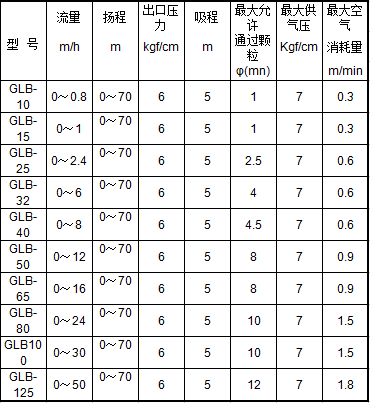 型 号 流量 m/h 扬程 m 出口压力 kgf/cm 吸程 m 最大允许通过颗粒 φ(mn) 最大供气压 Kgf/cm 最大空气消耗量 m/min
GLB-10 0～0.8 0～70 6 5 1 7 0.3
GLB-15 0～1 0～70 6 5 1 7 0.3
GLB-25 0～2.4 0～70 6 5 2.5 7 0.6
GLB-32 0～6 0～70 6 5 4 7 0.6
GLB-40 0～8 0～70 6 5 4.5 7 0.6
GLB-50 0～12 0～70 6 5 8 7 0.9
GLB-65 0～16 0～70 6 5 8 7 0.9
GLB-80 0～24 0～70 6 5 10 7 1.5
GLB100 0～30 0～70 6 5 10 7 1.5
GLB-125 0～50 0～70 6 5 12 7 1.8